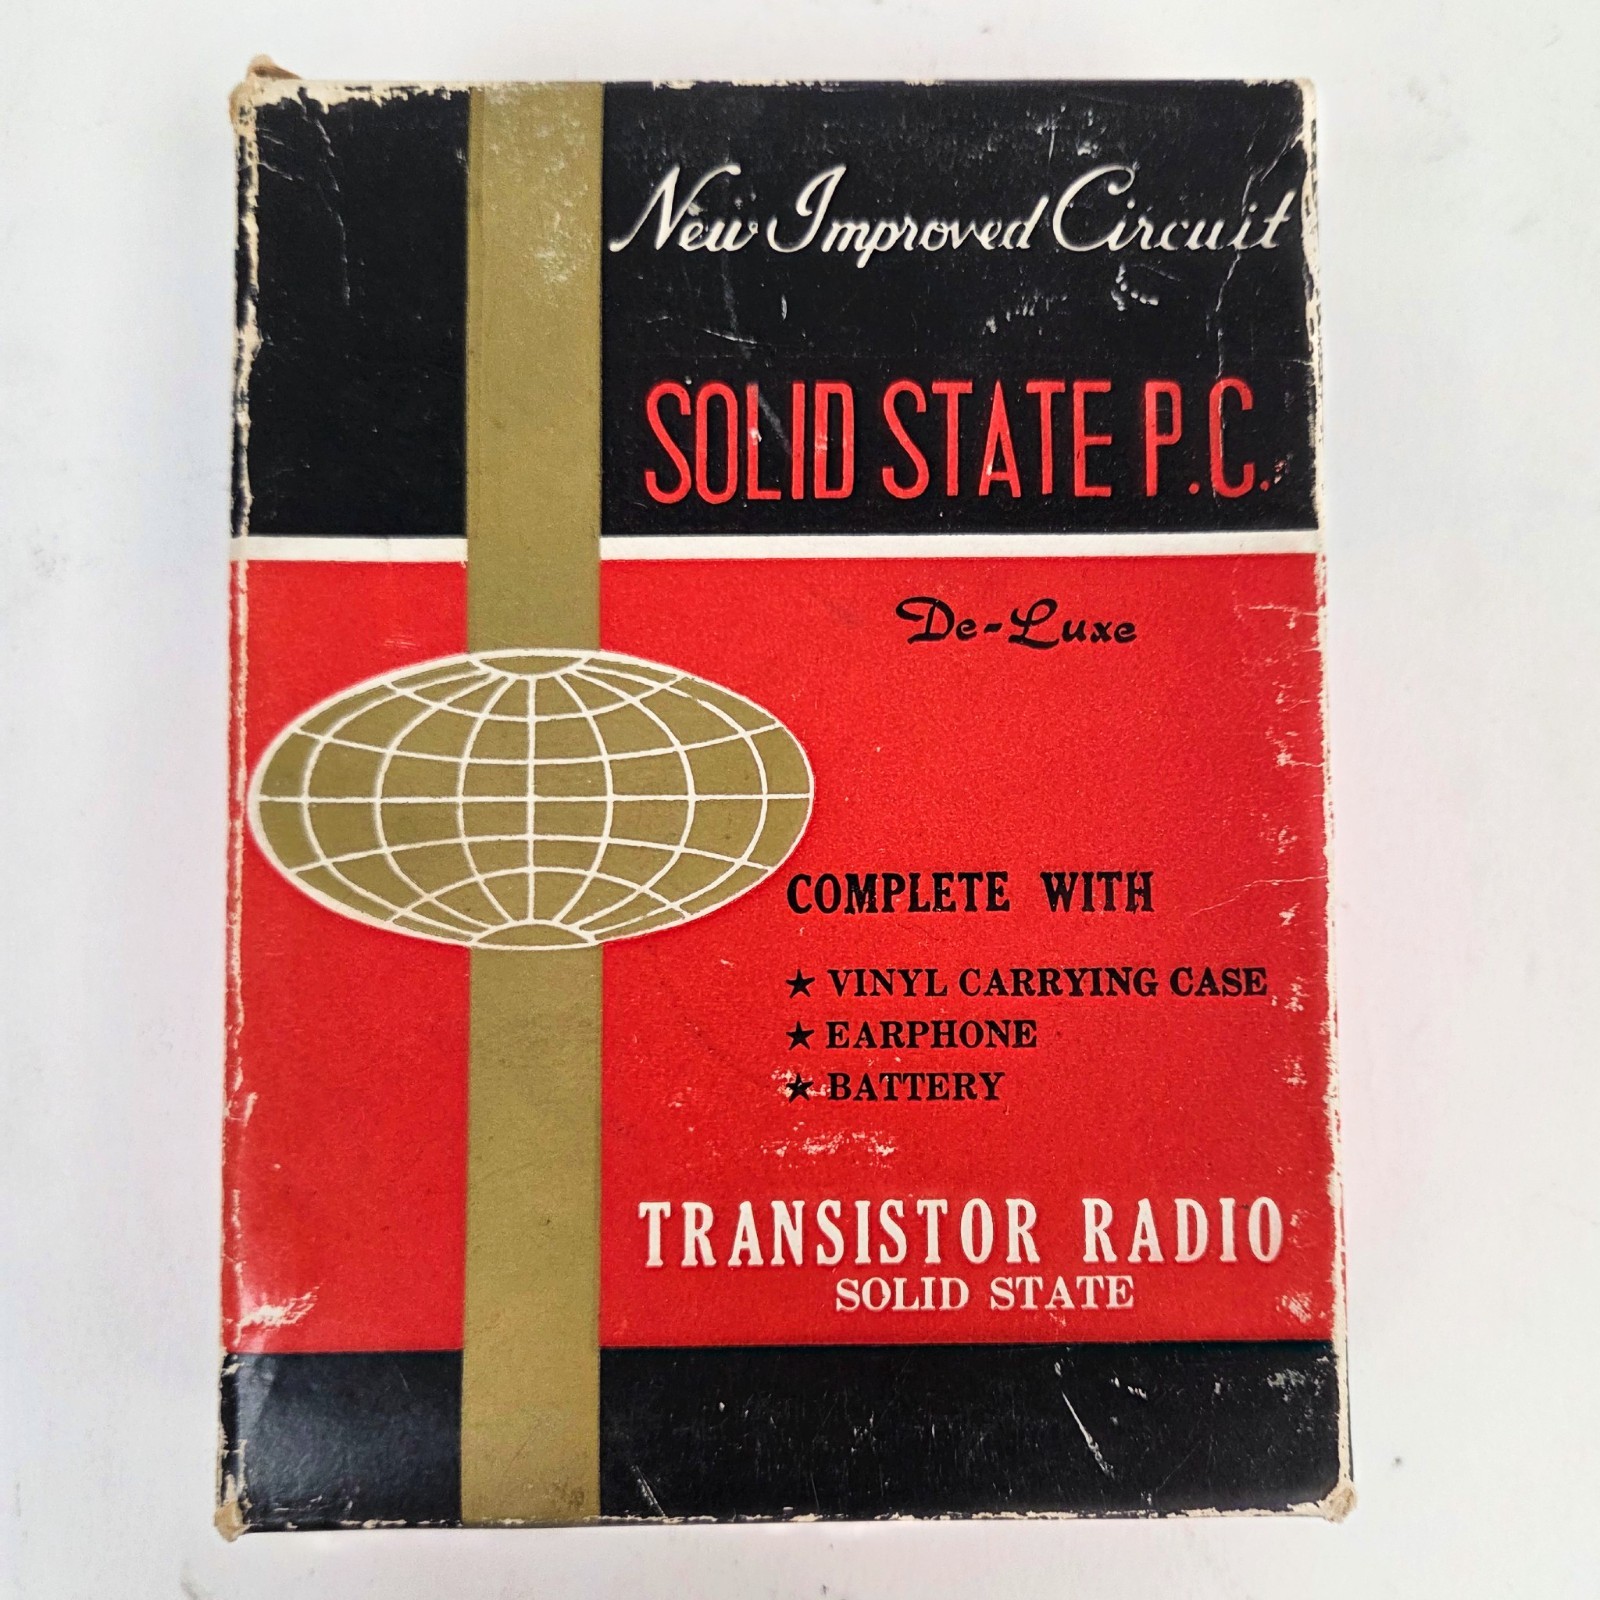 New Improved Circuit
SOLID STATE P.C.
De-Luxe
COMPLETE WITH
★ VINYL CARRYING CASE
★ EARPHONE
★ BATTERY
TRANSISTOR RADIO
SOLID STATE